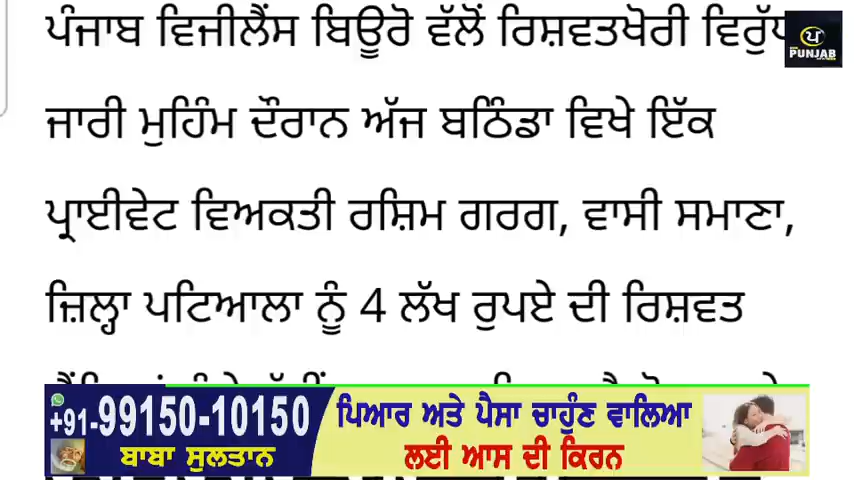 ਪੰਜਾਬ ਵਿਜੀਲੈਂਸ ਬਿਊਰੋ ਵੱਲੋਂ ਰਿਸ਼ਵਤਖੋਰੀ ਵਿਰੁੱਧ
ਪ
PUNJAB
ਜਾਰੀ ਮੁਹਿੰਮ ਦੌਰਾਨ ਅੱਜ ਬਠਿੰਡਾ ਵਿਖੇ ਇੱਕ
ਪ੍ਰਾਈਵੇਟ ਵਿਅਕਤੀ ਰਸ਼ਿਮ ਗਰਗ, ਵਾਸੀ ਸਮਾਣਾ,
ਜ਼ਿਲ੍ਹਾ ਪਟਿਆਲਾ ਨੂੰ 4 ਲੱਖ ਰੁਪਏ ਦੀ ਰਿਸ਼ਵਤ
+91-99150-10150
ਬਾਬਾ ਸੁਲਤਾਨ
ਪਿਆਰ ਅਤੇ ਪੈਸਾ ਚਾਹੁੰਣ ਵਾਲਿਆ
ਲਈ ਆਸ ਦੀ ਕਿਰਨ